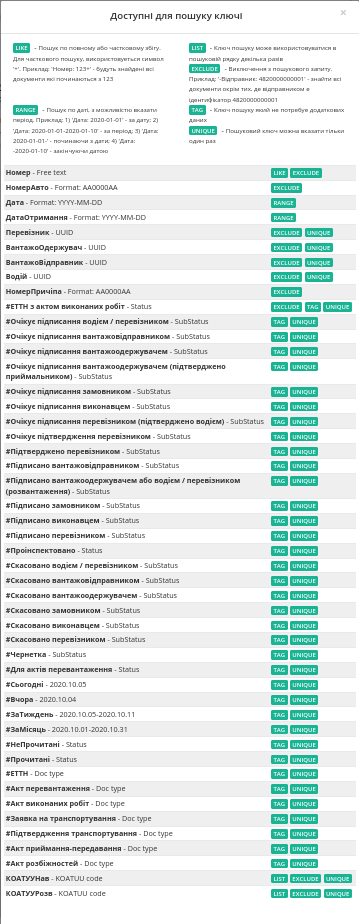 Доступні для пошуку ключі
×
LIKE - Пошук по повному або частковому збігу.
Для часткового пошуку, використовується символ
'*'. Приклад: 'Номер: 123*' - будуть знайдені всі
документи які починаються з 123
LIST - Ключ пошуку може використовуватися в
пошуковій рядку декілька разів
EXCLUDE - Виключення з пошукового запиту.
Приклад: '-Відправник: 4820000000001' - знайти всі
документи окрім тих, де відправником є
ідентифікатор 4820000000001
RANGE - Пошук по даті, з можливістю вказати
період. Приклад: 1) 'Дата: 2020-01-01' - за дату; 2)
'Дата: 2020-01-01-2020-01-10' - за період; 3) 'Дата:
2020-01-01-' - починаючи з дати; 4) 'Дата:
-2020-01-10' - закінчуючи датою
TAG - Ключ пошуку який не потребує додаткових
даних
UNIQUE - Пошуковий ключ можна вказати тільки
один раз
Номер - Free text LIKE EXCLUDE
НомерАвто - Format: AA0000AA EXCLUDE
Дата - Format: YYYY-MM-DD RANGE
ДатаОтримання - Format: YYYY-MM-DD RANGE
Перевізник - UUID EXCLUDE UNIQUE
ВантажоОдержувач - UUID EXCLUDE UNIQUE
ВантажоВідправник - UUID EXCLUDE UNIQUE
Водій - UUID EXCLUDE UNIQUE
НомерПричіпа - Format: AA0000AA EXCLUDE
#ЕТТН з актом виконаних робіт - Status EXCLUDE TAG UNIQUE
#Очікує підписання водієм / перевізником - SubStatus TAG UNIQUE
#Очікує підписання вантажовідправником - SubStatus TAG UNIQUE
#Очікує підписання вантажоодержувачем - SubStatus TAG UNIQUE
#Очікує підписання вантажоодержувачем (підтверджено TAG UNIQUE
приймальником) - SubStatus
#Очікує підписання замовником - SubStatus TAG UNIQUE
#Очікує підписання виконавцем - SubStatus TAG UNIQUE
#Очікує підписання перевізником (підтверджено водієм) - SubStatus TAG UNIQUE
#Очікує підтвердження перевізником - SubStatus TAG UNIQUE
#Підтверджено перевізником - SubStatus TAG UNIQUE
#Підписано вантажовідправником - SubStatus TAG UNIQUE
#Підписано вантажоодержувачем або водієм / перевізником TAG UNIQUE
(розвантаження) - SubStatus
#Підписано замовником - SubStatus TAG UNIQUE
#Підписано виконавцем - SubStatus TAG UNIQUE
#Підписано перевізником - SubStatus TAG UNIQUE
#Проінспектовано - Status TAG UNIQUE
#Скасовано водієм / перевізником - SubStatus TAG UNIQUE
#Скасовано вантажовідправником - SubStatus TAG UNIQUE
#Скасовано вантажоодержувачем - SubStatus TAG UNIQUE
#Скасовано замовником - SubStatus TAG UNIQUE
#Скасовано виконавцем - SubStatus TAG UNIQUE
#Скасовано перевізником - SubStatus TAG UNIQUE
#Чернетка - SubStatus TAG UNIQUE
#Для актів перевантаження - Status TAG UNIQUE
#Сьогодні - 2020.10.05 TAG UNIQUE
#Вчора - 2020.10.04 TAG UNIQUE
#ЗаТиждень - 2020.10.05-2020.10.11 TAG UNIQUE
#ЗаМісяць - 2020.10.01-2020.10.31 TAG UNIQUE
#НеПрочитані - Status TAG UNIQUE
#Прочитані - Status TAG UNIQUE
#ЕТТН - Doc type TAG UNIQUE
#Акт перевантаження - Doc type TAG UNIQUE
#Акт виконаних робіт - Doc type TAG UNIQUE
#Заявка на транспортування - Doc type TAG UNIQUE
#Підтвердження транспортування - Doc type TAG UNIQUE
#Акт приймання-передавання - Doc type TAG UNIQUE
#Акт розбіжностей - Doc type TAG UNIQUE
КОАТУУНав - KOATUU code LIST EXCLUDE UNIQUE
КОАТУУРозв - KOATUU code LIST EXCLUDE UNIQUE